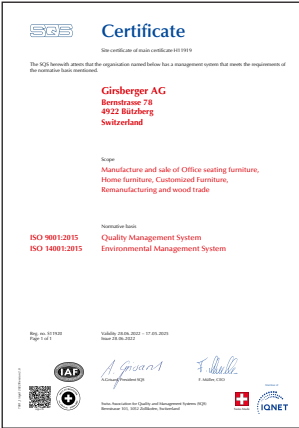 SQS
Certificate
Site certificate of main certificate H11919
The SQS herewith attests that the organisation named below has a management system that meets the requirements of
the normative basis mentioned.
Girsberger AG
Bernstrasse 78
4922 Bützberg
Switzerland
Scope
Manufacture and sale of Office seating furniture,
Home furniture, Customized Furniture,
Remanufacturing and wood trade
Normative basis
ISO 9001:2015 Quality Management System
ISO 14001:2015 Environmental Management System
Reg. no. S11920
Page 1 of 1
Validity 28.06.2022 – 17.05.2025
Issue 28.06.2022
IAF
A. Grisard, President SQS
F. Müller, CEO
Swiss Association for Quality and Management Systems (SQS)
Bernstrasse 103, 3052 Zollikofen, Switzerland
Swiss Made
Member of
IQNET